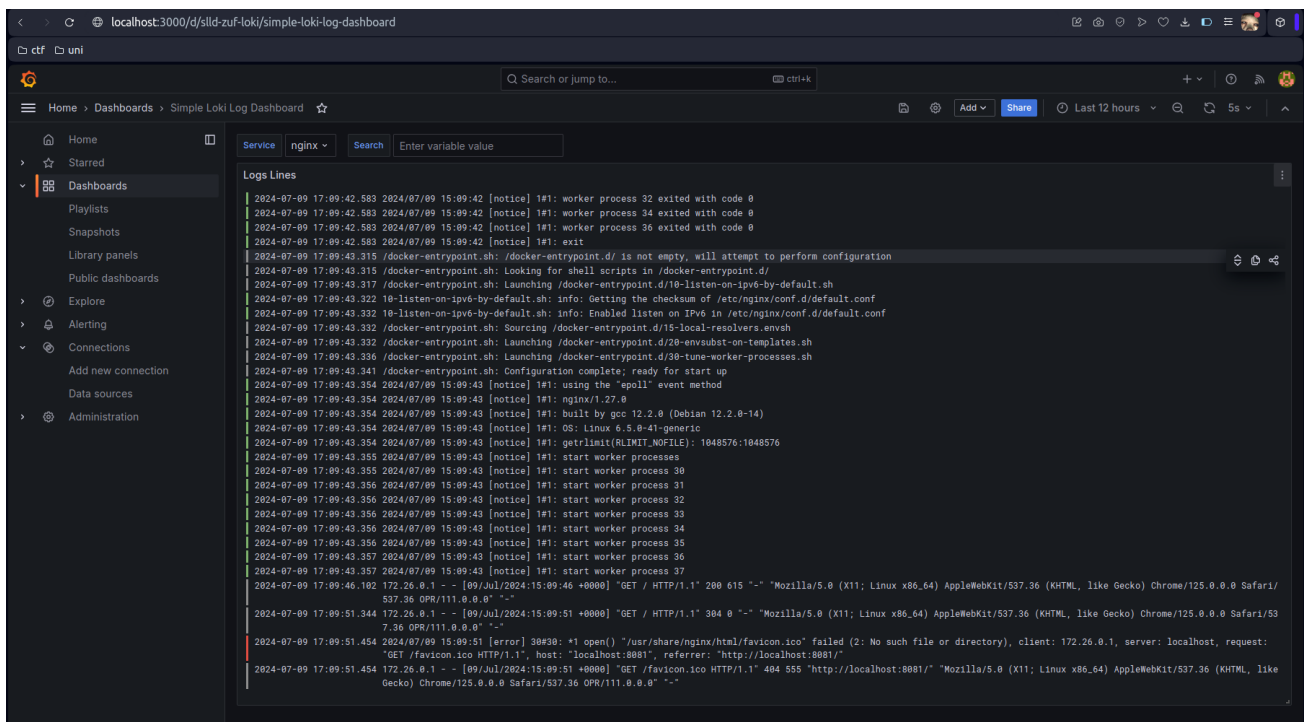 localhost:3000/d/slld-zuf-loki/simple-loki-log-dashboard
ctf uni
Search or jump to... ctrl+k
Home › Dashboards › Simple Loki Log Dashboard Add Share Last 12 hours 5s
Home
Starred
Dashboards
Playlists
Snapshots
Library panels
Public dashboards
Explore
Alerting
Connections
Add new connection
Data sources
Administration
Service nginx Search Enter variable value
Logs Lines
2024-07-09 17:09:42.583 2024/07/09 15:09:42 [notice] 1#1: worker process 32 exited with code 0
2024-07-09 17:09:42.583 2024/07/09 15:09:42 [notice] 1#1: worker process 34 exited with code 0
2024-07-09 17:09:42.583 2024/07/09 15:09:42 [notice] 1#1: worker process 36 exited with code 0
2024-07-09 17:09:42.583 2024/07/09 15:09:42 [notice] 1#1: exit
2024-07-09 17:09:43.315 /docker-entrypoint.sh: /docker-entrypoint.d/ is not empty, will attempt to perform configuration
2024-07-09 17:09:43.315 /docker-entrypoint.sh: Looking for shell scripts in /docker-entrypoint.d/
2024-07-09 17:09:43.317 /docker-entrypoint.sh: Launching /docker-entrypoint.d/10-listen-on-ipv6-by-default.sh
2024-07-09 17:09:43.322 10-listen-on-ipv6-by-default.sh: info: Getting the checksum of /etc/nginx/conf.d/default.conf
2024-07-09 17:09:43.332 10-listen-on-ipv6-by-default.sh: info: Enabled listen on IPv6 in /etc/nginx/conf.d/default.conf
2024-07-09 17:09:43.332 /docker-entrypoint.sh: Sourcing /docker-entrypoint.d/15-local-resolvers.envsh
2024-07-09 17:09:43.332 /docker-entrypoint.sh: Launching /docker-entrypoint.d/20-envsubst-on-templates.sh
2024-07-09 17:09:43.336 /docker-entrypoint.sh: Launching /docker-entrypoint.d/30-tune-worker-processes.sh
2024-07-09 17:09:43.341 /docker-entrypoint.sh: Configuration complete; ready for start up
2024-07-09 17:09:43.354 2024/07/09 15:09:43 [notice] 1#1: using the "epoll" event method
2024-07-09 17:09:43.354 2024/07/09 15:09:43 [notice] 1#1: nginx/1.27.0
2024-07-09 17:09:43.354 2024/07/09 15:09:43 [notice] 1#1: built by gcc 12.2.0 (Debian 12.2.0-14)
2024-07-09 17:09:43.354 2024/07/09 15:09:43 [notice] 1#1: OS: Linux 6.5.0-41-generic
2024-07-09 17:09:43.354 2024/07/09 15:09:43 [notice] 1#1: getrlimit(RLIMIT_NOFILE): 1048576:1048576
2024-07-09 17:09:43.355 2024/07/09 15:09:43 [notice] 1#1: start worker processes
2024-07-09 17:09:43.355 2024/07/09 15:09:43 [notice] 1#1: start worker process 30
2024-07-09 17:09:43.356 2024/07/09 15:09:43 [notice] 1#1: start worker process 31
2024-07-09 17:09:43.356 2024/07/09 15:09:43 [notice] 1#1: start worker process 32
2024-07-09 17:09:43.356 2024/07/09 15:09:43 [notice] 1#1: start worker process 33
2024-07-09 17:09:43.356 2024/07/09 15:09:43 [notice] 1#1: start worker process 34
2024-07-09 17:09:43.356 2024/07/09 15:09:43 [notice] 1#1: start worker process 35
2024-07-09 17:09:43.357 2024/07/09 15:09:43 [notice] 1#1: start worker process 36
2024-07-09 17:09:43.357 2024/07/09 15:09:43 [notice] 1#1: start worker process 37
2024-07-09 17:09:46.102 172.26.0.1 - - [09/Jul/2024:15:09:46 +0000] "GET / HTTP/1.1" 200 615 "-" "Mozilla/5.0 (X11; Linux x86_64) AppleWebKit/537.36 (KHTML, like Gecko) Chrome/125.0.0.0 Safari/
537.36 OPR/111.0.0.0" "-"
2024-07-09 17:09:51.344 172.26.0.1 - - [09/Jul/2024:15:09:51 +0000] "GET / HTTP/1.1" 304 0 "-" "Mozilla/5.0 (X11; Linux x86_64) AppleWebKit/537.36 (KHTML, like Gecko) Chrome/125.0.0.0 Safari/53
7.36 OPR/111.0.0.0" "-"
2024-07-09 17:09:51.454 2024/07/09 15:09:51 [error] 30#30: *1 open() "/usr/share/nginx/html/favicon.ico" failed (2: No such file or directory), client: 172.26.0.1, server: localhost, request:
"GET /favicon.ico HTTP/1.1", host: "localhost:8081", referrer: "http://localhost:8081/"
2024-07-09 17:09:51.454 172.26.0.1 - - [09/Jul/2024:15:09:51 +0000] "GET /favicon.ico HTTP/1.1" 404 555 "http://localhost:8081/" "Mozilla/5.0 (X11; Linux x86_64) AppleWebKit/537.36 (KHTML, like
Gecko) Chrome/125.0.0.0 Safari/537.36 OPR/111.0.0.0" "-"